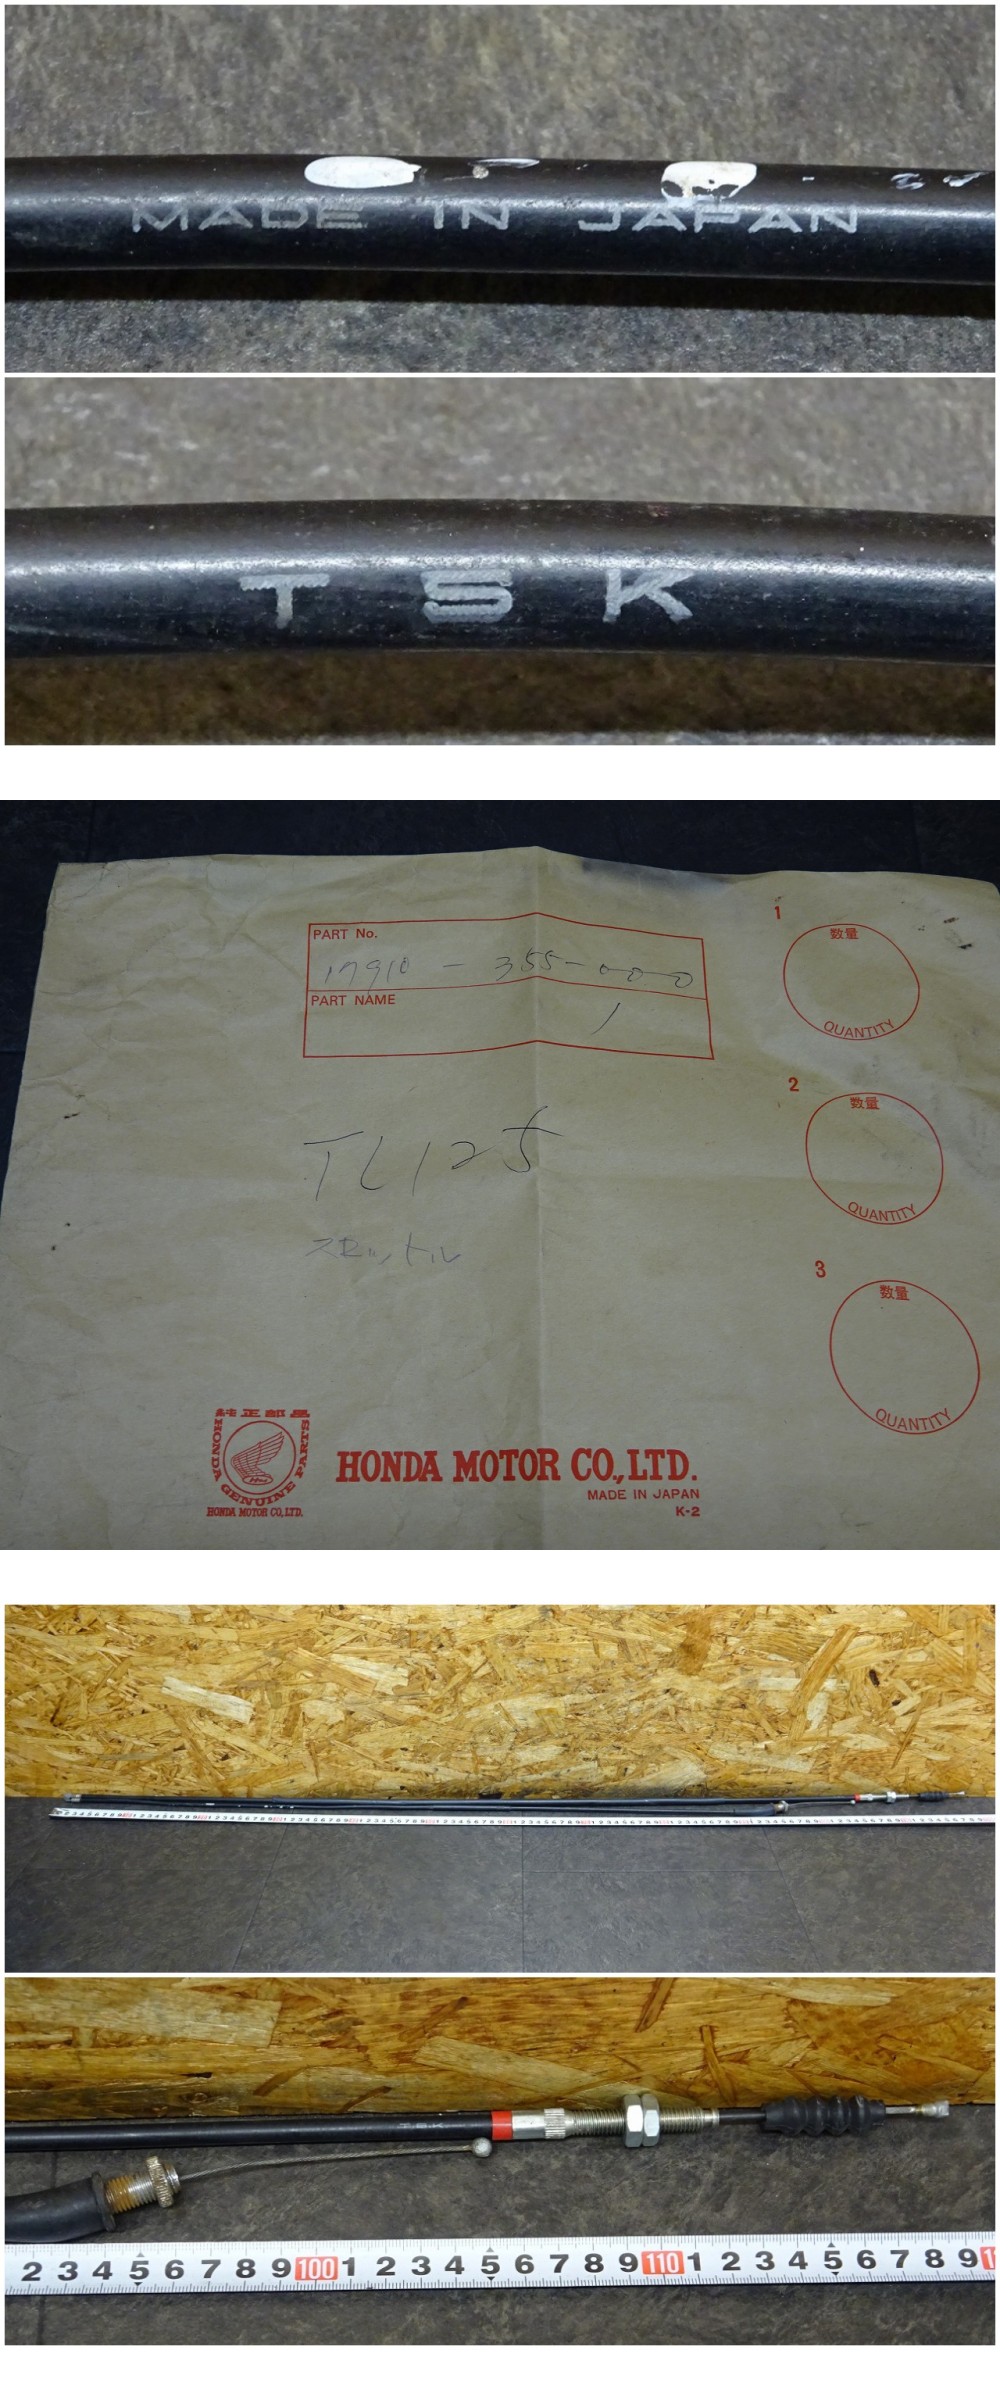 MADE IN JAPAN
TSK
PART No.
17910-355-000
PART NAME
1
TL125
スロットル
1
数量
QUANTITY
2
数量
QUANTITY
3
数量
QUANTITY
純正部品
HONDA GENUINE PARTS
HONDA MOTOR CO., LTD.
HONDA MOTOR CO., LTD.
MADE IN JAPAN
K-2
TSK
2 3 4 5 6 7 8 9 100 1 2 3 4 5 6 7 8 9 110 1 2 3 4 5 6 7 8 9